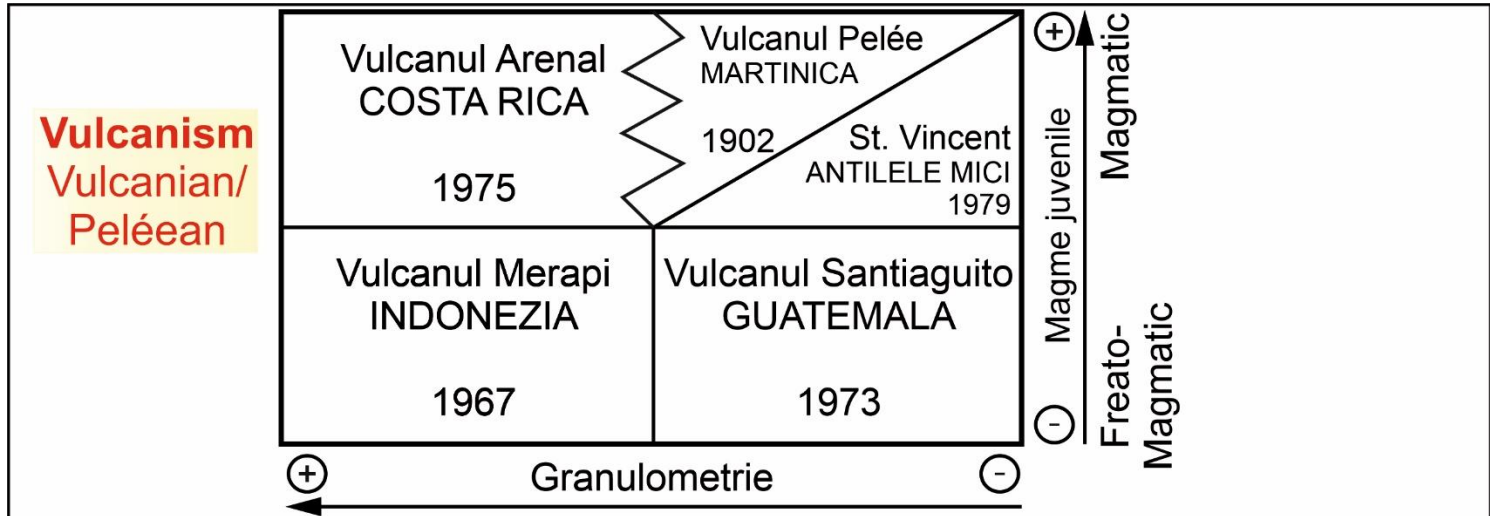 Vulcanism
Vulcanian/
Peléean
Vulcanul Arenal
COSTA RICA
1975
Vulcanul Pelée
MARTINICA
1902
St. Vincent
ANTILELE MICI
1979
Vulcanul Merapi
INDONEZIA
1967
Vulcanul Santiaguito
GUATEMALA
1973
+
Magme juvenile
-
Magmatic
Freato-
Magmatic
+
Granulometrie
-